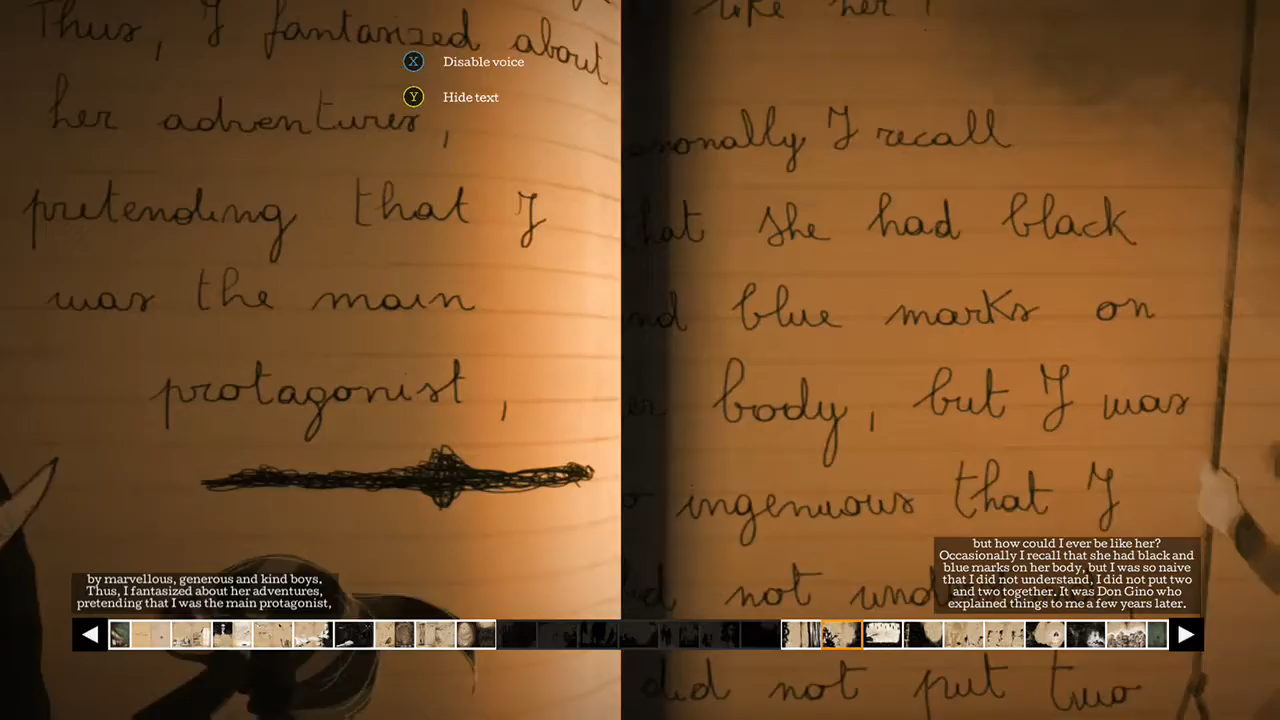 Thus, I fantasized about
her adventures,
pretending that I
was the main
protagonist,
like her?
I recall
that she had black
and blue marks on
body, but I was
ingenuous that I
not
did not put two
X Disable voice
Y Hide text
by marvellous, generous and kind boys.
Thus, I fantasized about her adventures,
pretending that I was the main protagonist,
but how could I ever be like her?
Occasionally I recall that she had black and
blue marks on her body, but I was so naive
that I did not understand, I did not put two
and two together. It was Don Gino who
explained things to me a few years later.